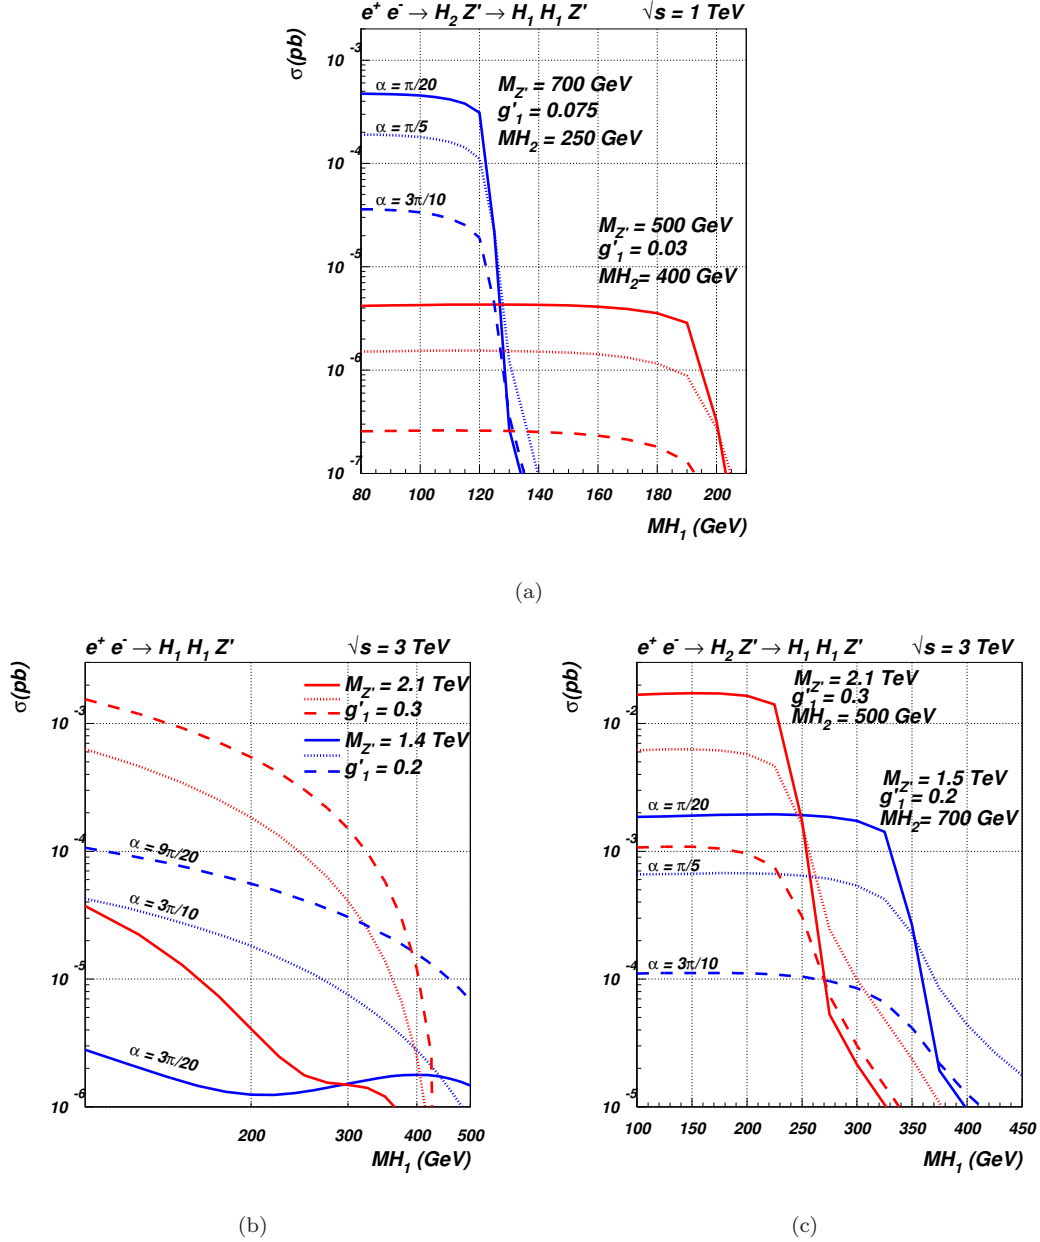 e⁺ e⁻ → H₂ Z' → H₁ H₁ Z' √s = 1 TeV
σ(pb)
10⁻³
α = π/20
M_Z' = 700 GeV
g'₁ = 0.075
α = π/5
MH₂ = 250 GeV
10⁻⁴
α = 3π/10
M_Z' = 500 GeV
g'₁ = 0.03
10⁻⁵
MH₂= 400 GeV
10⁻⁶
10⁻⁷
80 100 120 140 160 180 200
MH₁ (GeV)
(a)
e⁺ e⁻ → H₁ H₁ Z' √s = 3 TeV
σ(pb)
M_Z' = 2.1 TeV
g'₁ = 0.3
10⁻³
M_Z' = 1.4 TeV
g'₁ = 0.2
10⁻⁴
α = 9π/20
α = 3π/10
10⁻⁵
α = 3π/20
10⁻⁶
200 300 400 500
MH₁ (GeV)
(b)
e⁺ e⁻ → H₂ Z' → H₁ H₁ Z' √s = 3 TeV
σ(pb)
M_Z' = 2.1 TeV
g'₁ = 0.3
MH₂ = 500 GeV
10⁻²
M_Z' = 1.5 TeV
g'₁ = 0.2
α = π/20
MH₂= 700 GeV
10⁻³
α = π/5
α = 3π/10
10⁻⁴
10⁻⁵
100 150 200 250 300 350 400 450
MH₁ (GeV)
(c)